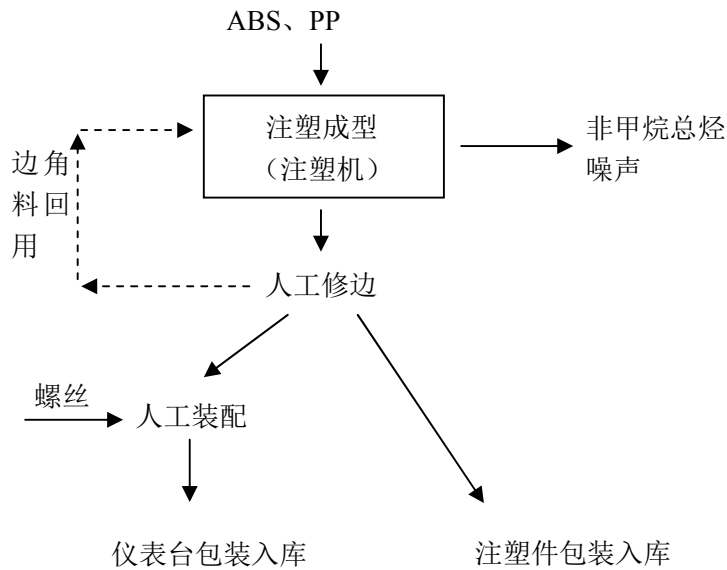 ABS、PP
注塑成型
（注塑机）
非甲烷总烃
噪声
边角
料回
用
人工修边
螺丝
人工装配
仪表台包装入库
注塑件包装入库